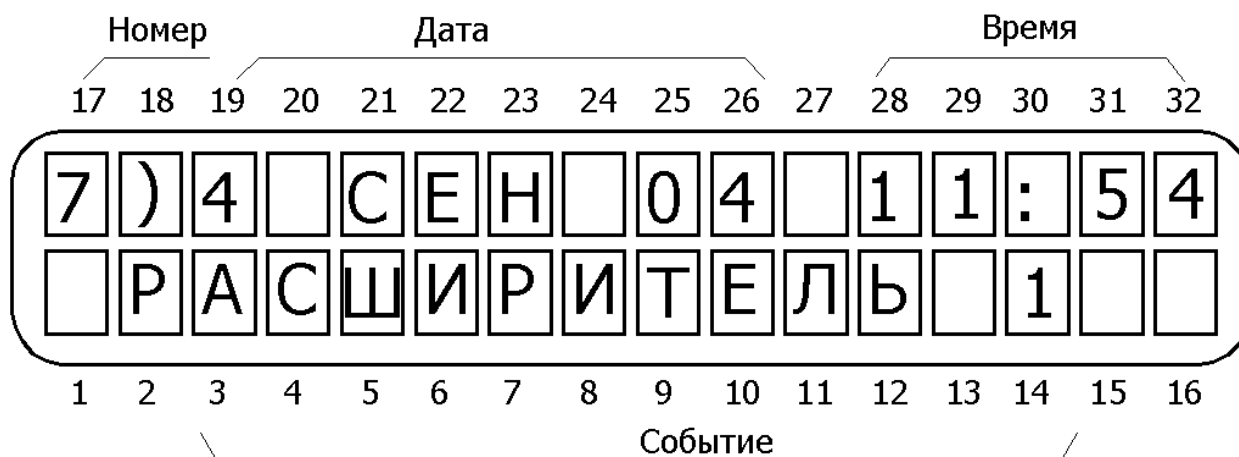 Номер Дата Время
17 18 19 20 21 22 23 24 25 26 27 28 29 30 31 32
7)4 СЕН 04 11:54
РАСШИРИТЕЛЬ 1
1 2 3 4 5 6 7 8 9 10 11 12 13 14 15 16
Событие